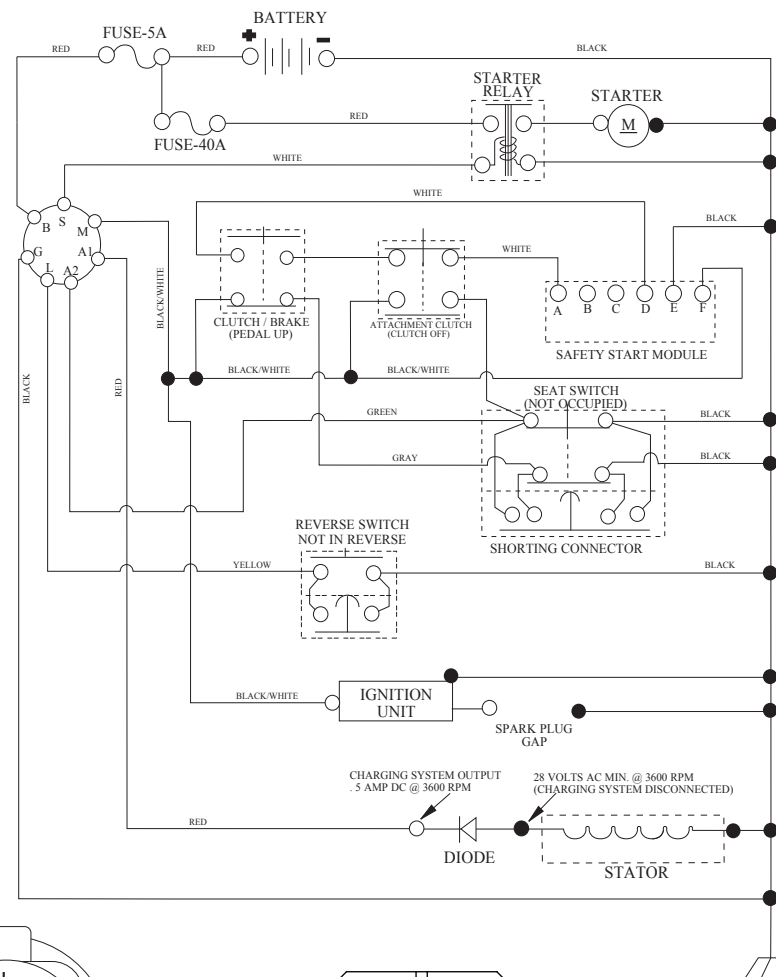 BATTERY
FUSE-5A
RED
RED
BLACK
STARTER
RELAY
STARTER
M
RED
FUSE-40A
WHITE
WHITE
B
S
M
G
A1
L
A2
BLACK
WHITE
BLACK/WHITE
CLUTCH / BRAKE
(PEDAL UP)
ATTACHMENT CLUTCH
(CLUTCH OFF)
A
B
C
D
E
F
SAFETY START MODULE
BLACK/WHITE
BLACK/WHITE
BLACK
RED
SEAT SWITCH
(NOT OCCUPIED)
GREEN
BLACK
GRAY
BLACK
SHORTING CONNECTOR
REVERSE SWITCH
NOT IN REVERSE
YELLOW
BLACK
BLACK/WHITE
IGNITION
UNIT
SPARK PLUG
GAP
CHARGING SYSTEM OUTPUT
. 5 AMP DC @ 3600 RPM
28 VOLTS AC MIN. @ 3600 RPM
(CHARGING SYSTEM DISCONNECTED)
RED
DIODE
STATOR